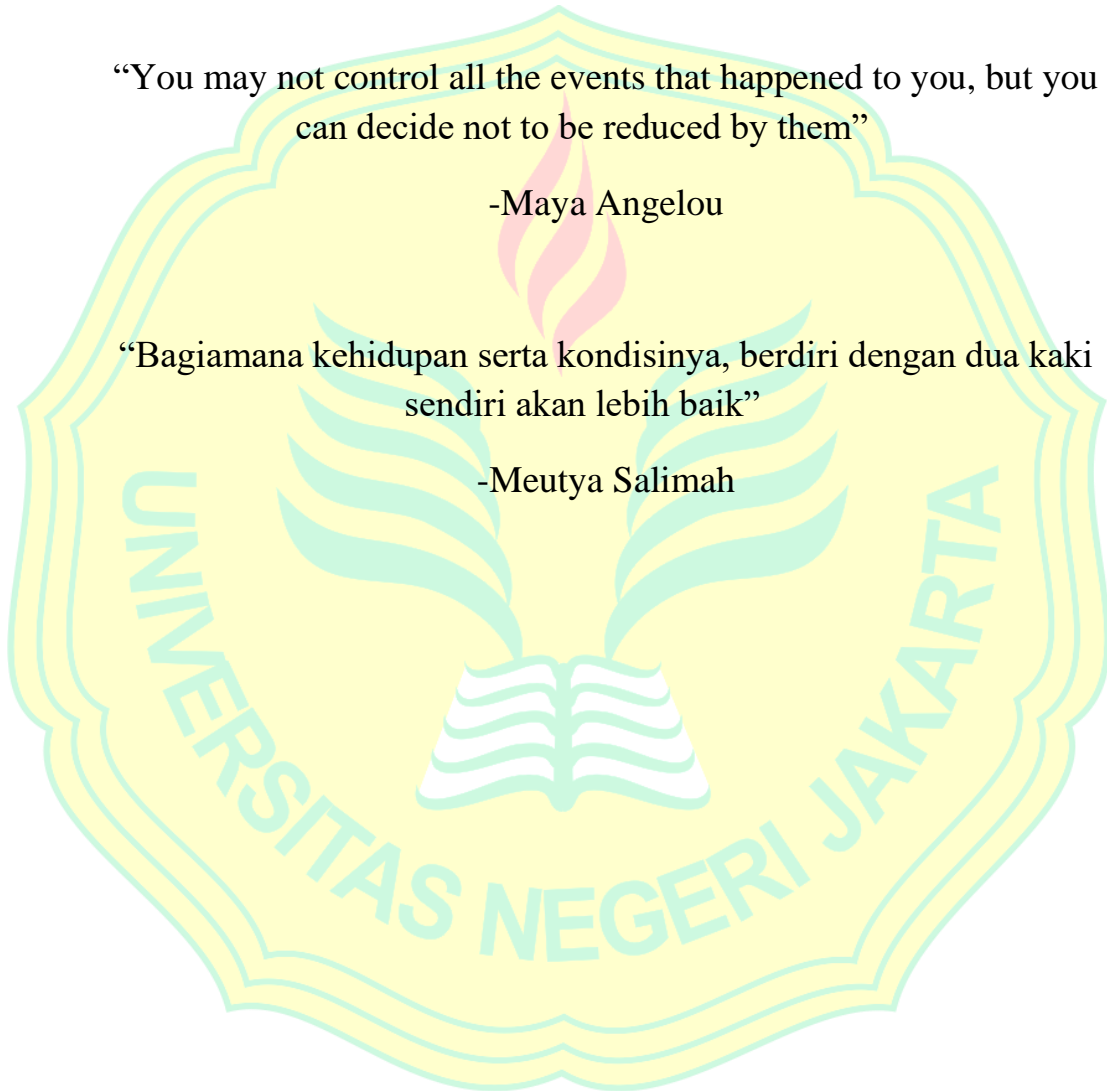 “You may not control all the events that happened to you, but you
can decide not to be reduced by them”
-Maya Angelou
“Bagiamana kehidupan serta kondisinya, berdiri dengan dua kaki
sendiri akan lebih baik”
-Meutya Salimah
UNIVERSITAS NEGERI JAKARTA